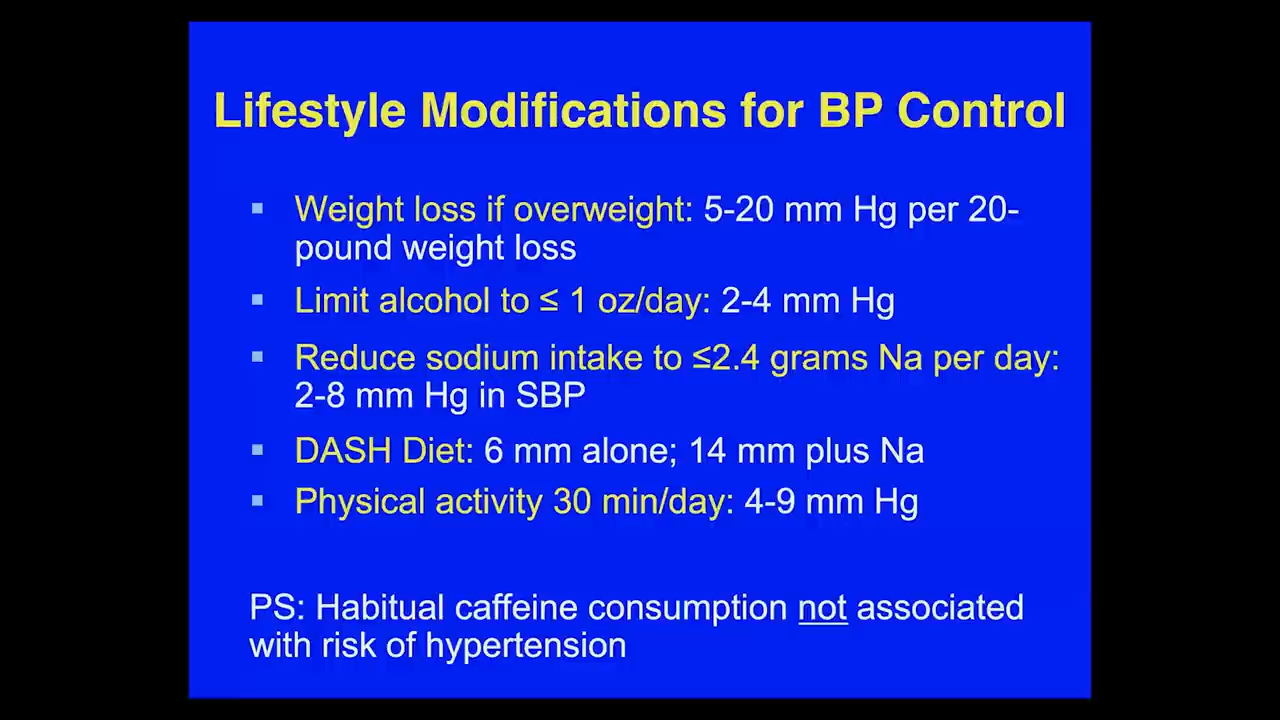 Lifestyle Modifications for BP Control
▪ Weight loss if overweight: 5-20 mm Hg per 20-
pound weight loss
▪ Limit alcohol to ≤ 1 oz/day: 2-4 mm Hg
▪ Reduce sodium intake to ≤2.4 grams Na per day:
2-8 mm Hg in SBP
▪ DASH Diet: 6 mm alone; 14 mm plus Na
▪ Physical activity 30 min/day: 4-9 mm Hg
PS: Habitual caffeine consumption not associated
with risk of hypertension